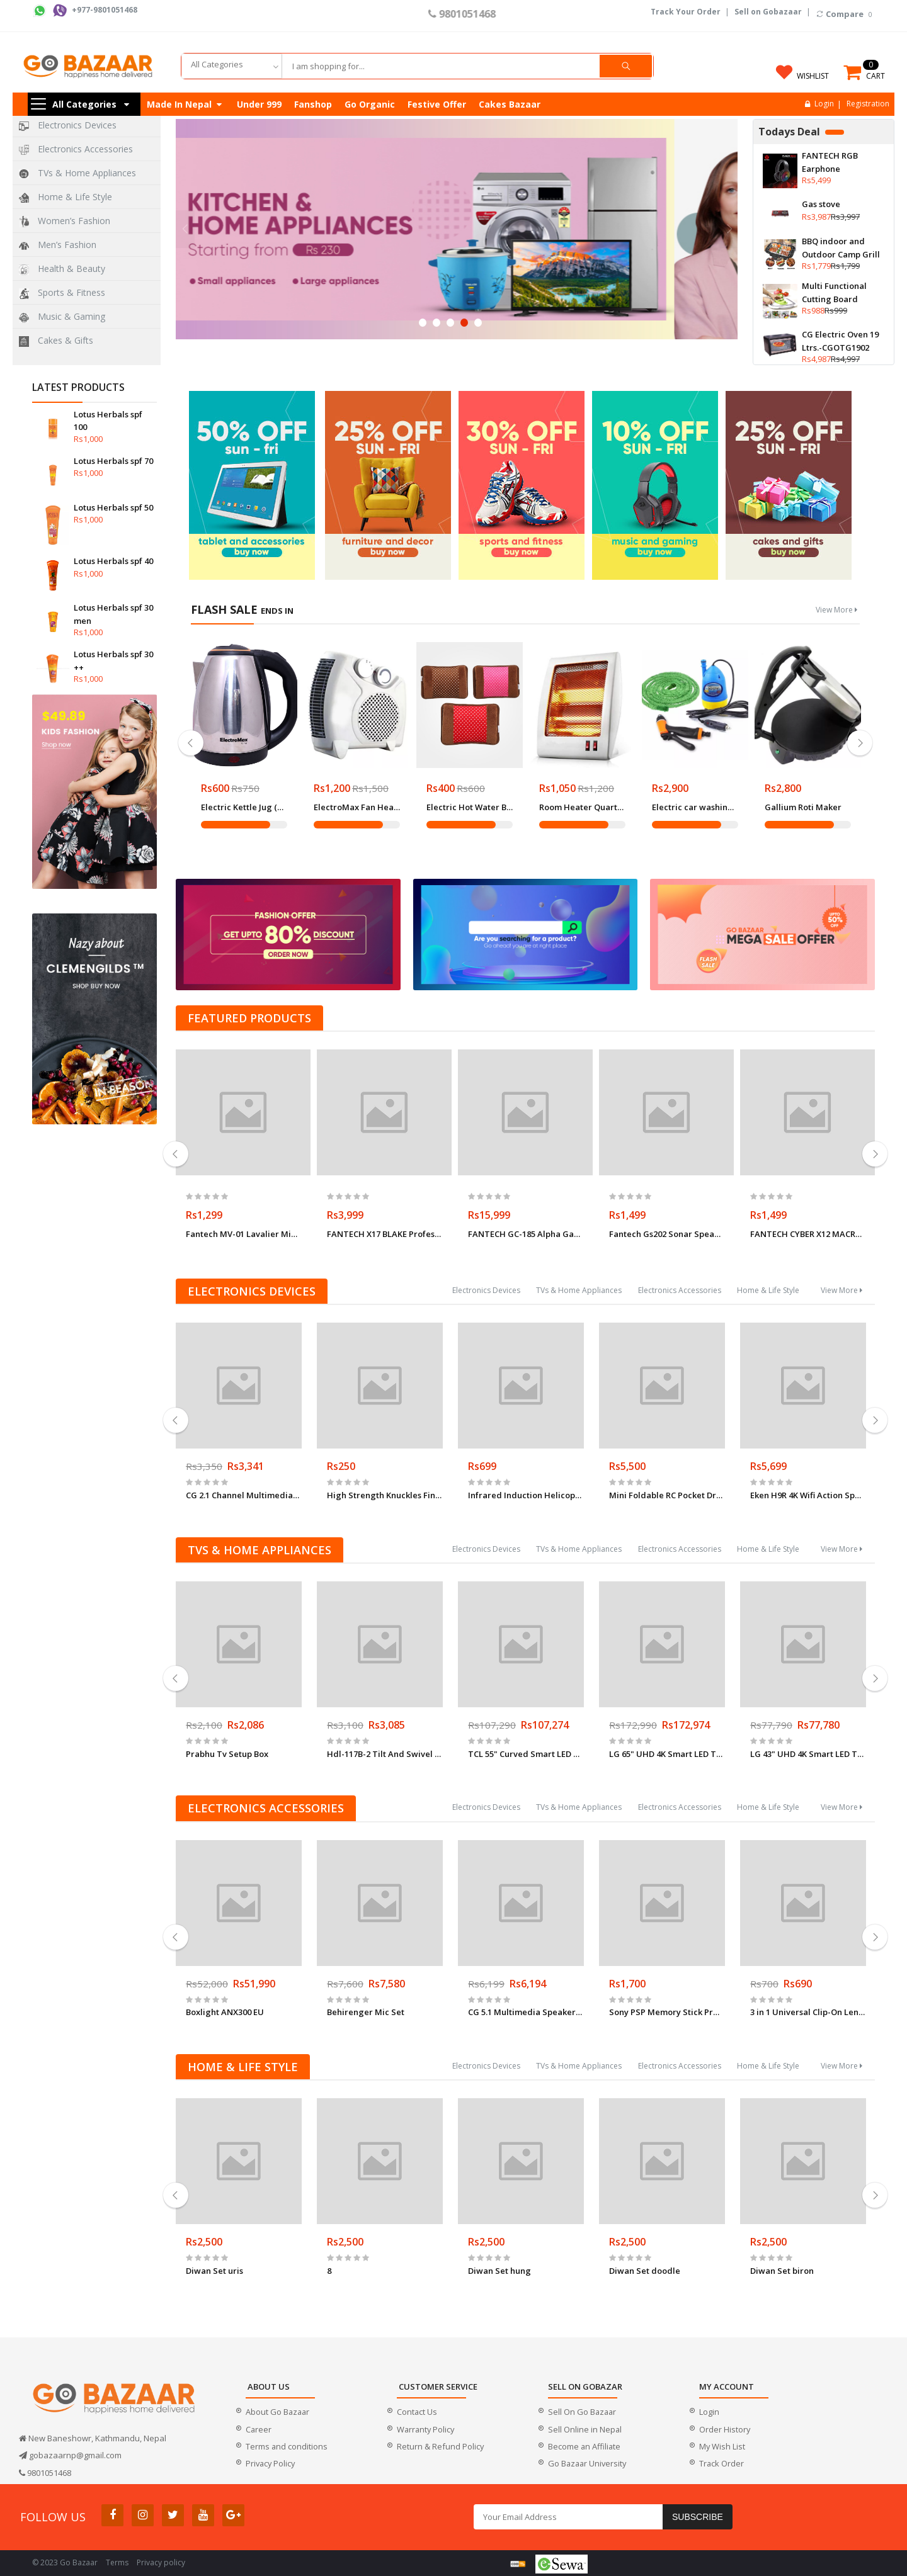 +977-9801051468
9801051468
Track Your Order | Sell on Gobazaar | Compare 0
GO BAZAAR
happiness home delivered
All Categories
I am shopping for...
WISHLIST
0
CART
All Categories
Made In Nepal
Under 999
Fanshop
Go Organic
Festive Offer
Cakes Bazaar
Login | Registration
Electronics Devices
Electronics Accessories
TVs & Home Appliances
Home & Life Style
Women's Fashion
Men's Fashion
Health & Beauty
Sports & Fitness
Music & Gaming
Cakes & Gifts
KITCHEN &
HOME APPLIANCES
Starting from Rs 230
Small appliances
Large appliances
Todays Deal
FANTECH RGB
Earphone
Rs5,499
Gas stove
Rs3,987Rs3,997
BBQ indoor and
Outdoor Camp Grill
Rs1,779Rs1,799
Multi Functional
Cutting Board
Rs988Rs999
CG Electric Oven 19
Ltrs.-CGOTG1902
Rs4,987Rs4,997
LATEST PRODUCTS
Lotus Herbals spf
100
Rs1,000
Lotus Herbals spf 70
Rs1,000
Lotus Herbals spf 50
Rs1,000
Lotus Herbals spf 40
Rs1,000
Lotus Herbals spf 30
men
Rs1,000
Lotus Herbals spf 30
++
Rs1,000
$49.89
KIDS FASHION
Shop now
Nazy about
CLEMENGILDS™
SHOP BUY NOW
IN SEASON
50% OFF
sun - fri
tablet and accessories
buy now
25% OFF
SUN - FRI
furniture and decor
buy now
30% OFF
SUN - FRI
sports and fitness
buy now
10% OFF
SUN - FRI
music and gaming
buy now
25% OFF
SUN - FRI
cakes and gifts
buy now
FLASH SALE ENDS IN
View More
ElectroMax
Rs600 Rs750
Electric Kettle Jug (...
Rs1,200 Rs1,500
ElectroMax Fan Hea...
Rs400 Rs600
Electric Hot Water B...
Rs1,050 Rs1,200
Room Heater Quart...
Rs2,900
Electric car washin...
Rs2,800
Gallium Roti Maker
FASHION OFFER
GET UPTO 80% DISCOUNT
ORDER NOW
Are you searching for a product?
Go ahead you are at right place
GO BAZAAR
MEGA SALE OFFER
UPTO
50%
OFF
FLASH
SALE
FEATURED PRODUCTS
Rs1,299
Fantech MV-01 Lavalier Mi...
Rs3,999
FANTECH X17 BLAKE Profes...
Rs15,999
FANTECH GC-185 Alpha Ga...
Rs1,499
Fantech Gs202 Sonar Spea...
Rs1,499
FANTECH CYBER X12 MACR...
ELECTRONICS DEVICES
Electronics Devices
TVs & Home Appliances
Electronics Accessories
Home & Life Style
View More
Rs3,350 Rs3,341
CG 2.1 Channel Multimedia...
Rs250
High Strength Knuckles Fin...
Rs699
Infrared Induction Helicop...
Rs5,500
Mini Foldable RC Pocket Dr...
Rs5,699
Eken H9R 4K Wifi Action Sp...
TVS & HOME APPLIANCES
Electronics Devices
TVs & Home Appliances
Electronics Accessories
Home & Life Style
View More
Rs2,100 Rs2,086
Prabhu Tv Setup Box
Rs3,100 Rs3,085
Hdl-117B-2 Tilt And Swivel ...
Rs107,290 Rs107,274
TCL 55" Curved Smart LED ...
Rs172,990 Rs172,974
LG 65" UHD 4K Smart LED T...
Rs77,790 Rs77,780
LG 43" UHD 4K Smart LED T...
ELECTRONICS ACCESSORIES
Electronics Devices
TVs & Home Appliances
Electronics Accessories
Home & Life Style
View More
Rs52,000 Rs51,990
Boxlight ANX300 EU
Rs7,600 Rs7,580
Behirenger Mic Set
Rs6,199 Rs6,194
CG 5.1 Multimedia Speaker...
Rs1,700
Sony PSP Memory Stick Pr...
Rs700 Rs690
3 in 1 Universal Clip-On Len...
HOME & LIFE STYLE
Electronics Devices
TVs & Home Appliances
Electronics Accessories
Home & Life Style
View More
Rs2,500
Diwan Set uris
Rs2,500
8
Rs2,500
Diwan Set hung
Rs2,500
Diwan Set doodle
Rs2,500
Diwan Set biron
GO BAZAAR
happiness home delivered
New Baneshowr, Kathmandu, Nepal
gobazaarnp@gmail.com
9801051468
ABOUT US
About Go Bazaar
Career
Terms and conditions
Privacy Policy
CUSTOMER SERVICE
Contact Us
Warranty Policy
Return & Refund Policy
SELL ON GOBAZAR
Sell On Go Bazaar
Sell Online in Nepal
Become an Affiliate
Go Bazaar University
MY ACCOUNT
Login
Order History
My Wish List
Track Order
FOLLOW US
Your Email Address
SUBSCRIBE
© 2023 Go Bazaar
Terms
Privacy policy
eSewa